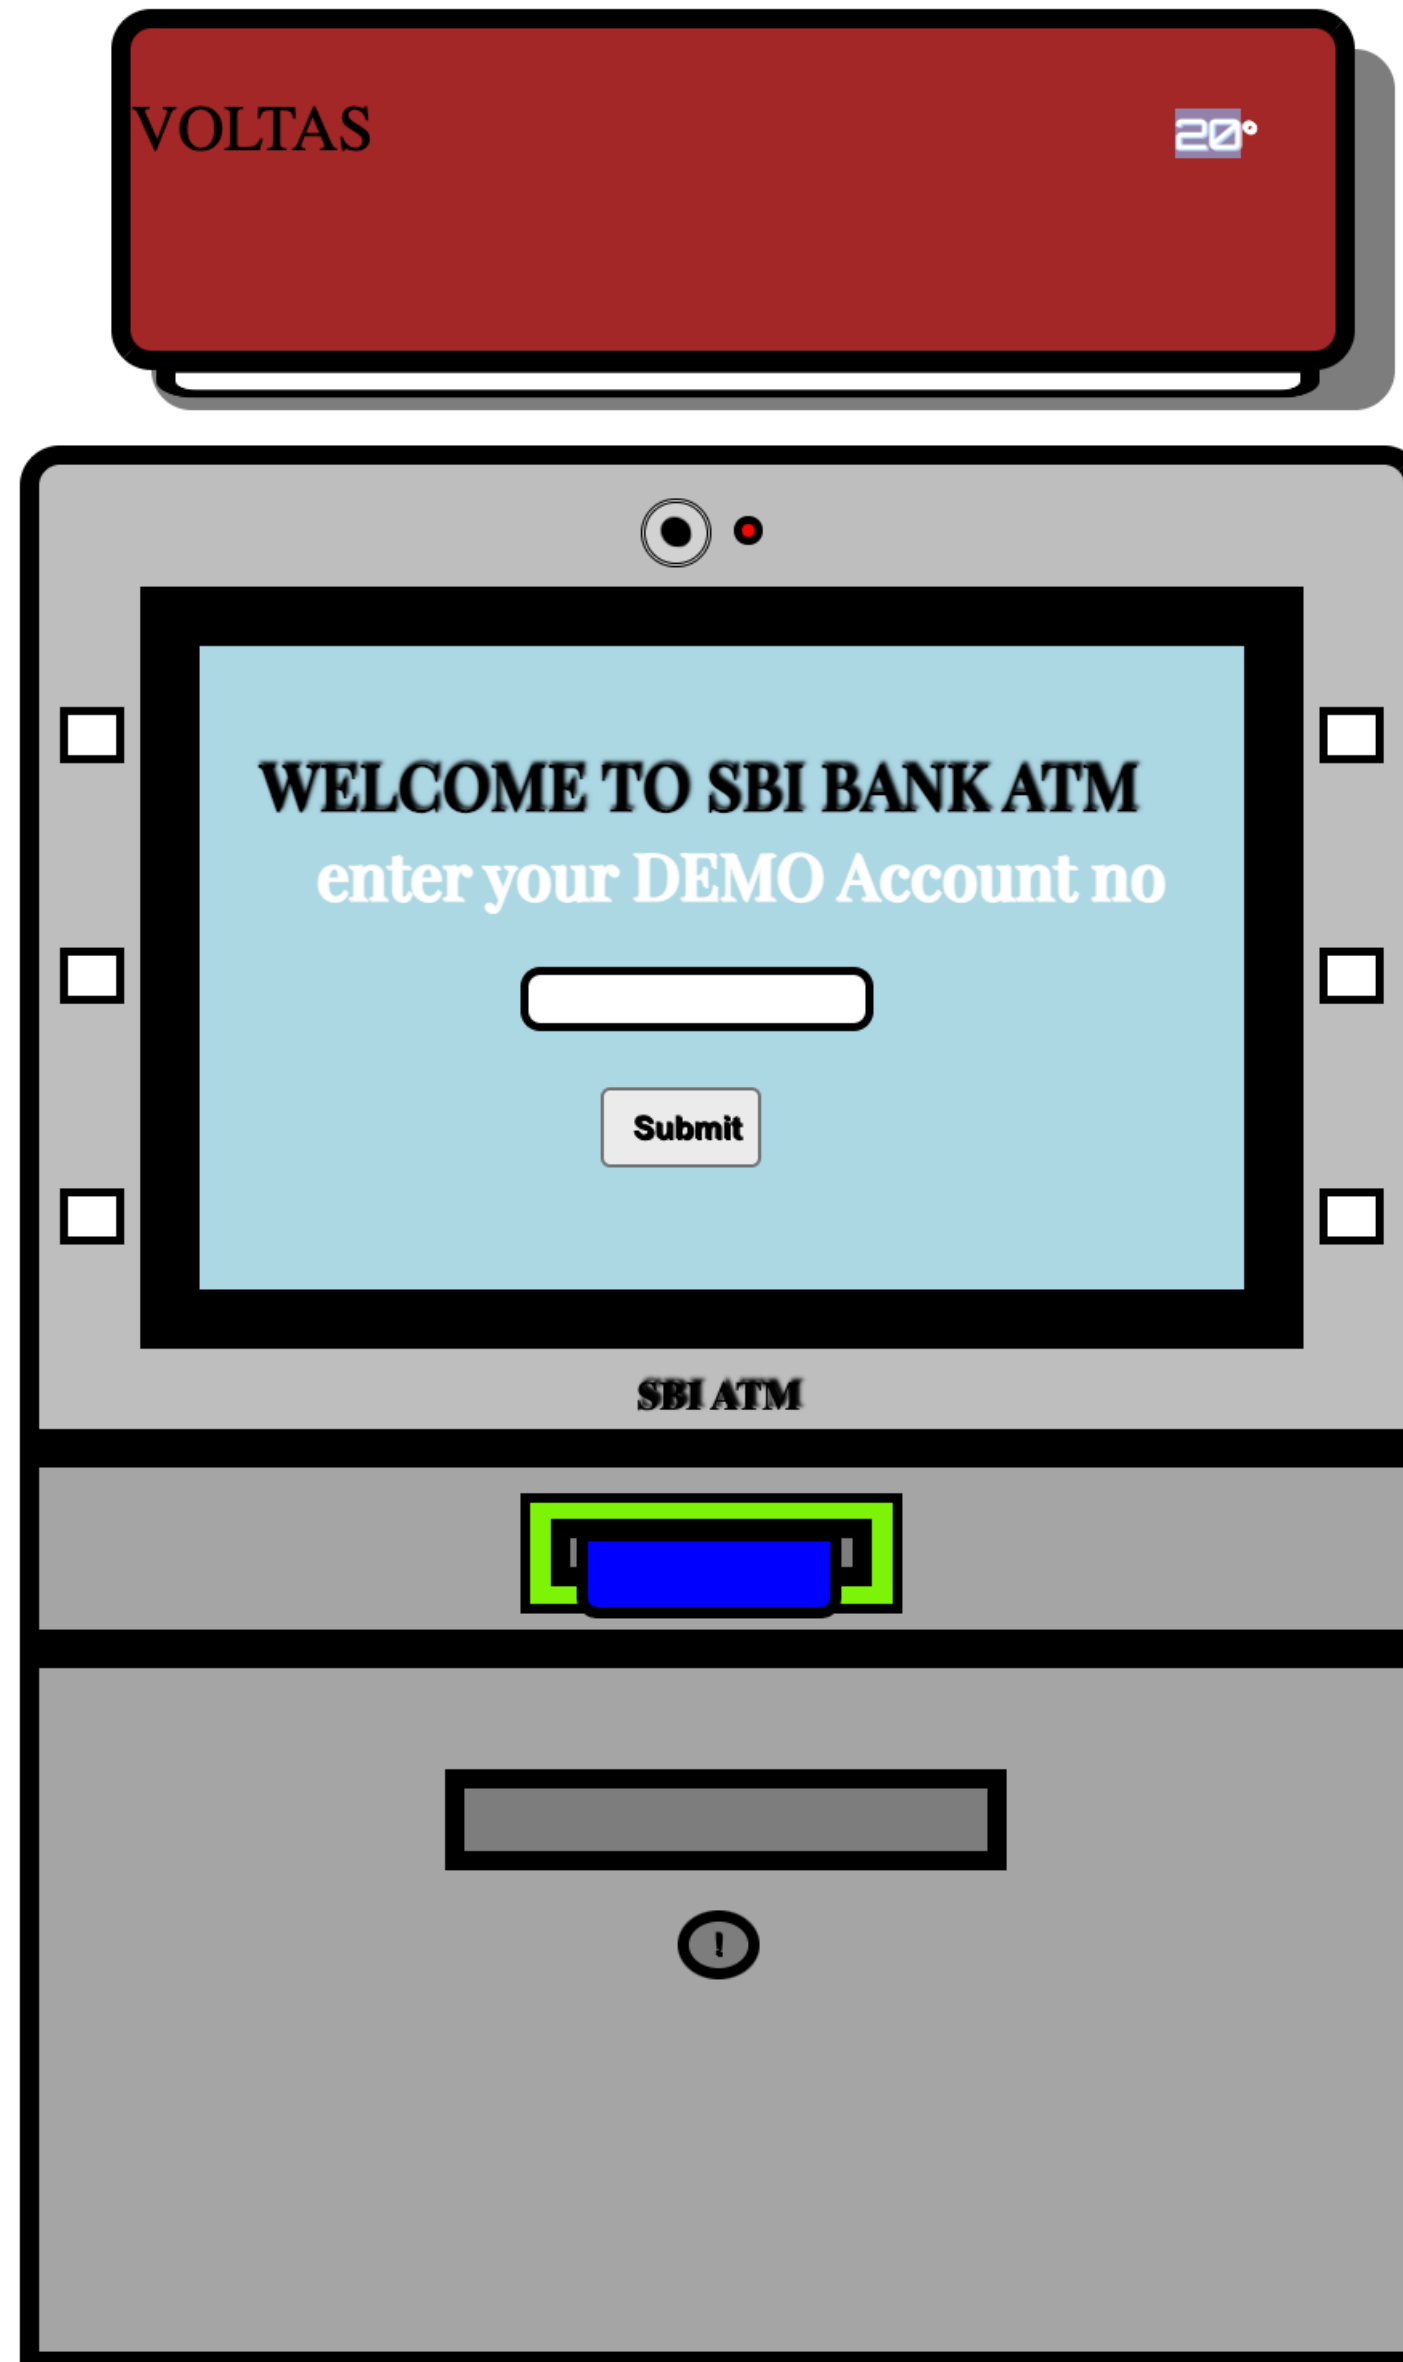 VOLTAS
20°
WELCOME TO SBI BANK ATM
enter your DEMO Account no
Submit
SBI ATM
!